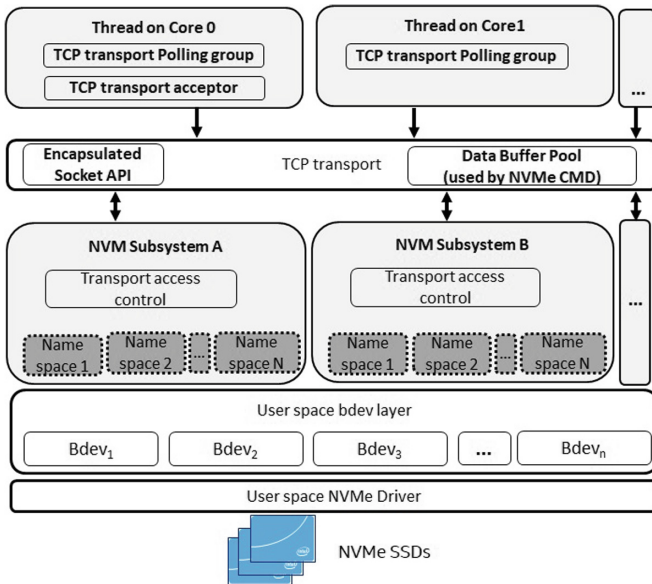 Thread on Core 0
TCP transport Polling group
TCP transport acceptor
Thread on Core1
TCP transport Polling group
...
Encapsulated
Socket API
TCP transport
Data Buffer Pool
(used by NVMe CMD)
NVM Subsystem A
Transport access
control
Name
space 1
Name
space 2
...
Name
space N
NVM Subsystem B
Transport access
control
Name
space 1
Name
space 2
...
Name
space N
...
User space bdev layer
Bdev1
Bdev2
Bdev3
...
Bdevn
User space NVMe Driver
NVMe SSDs